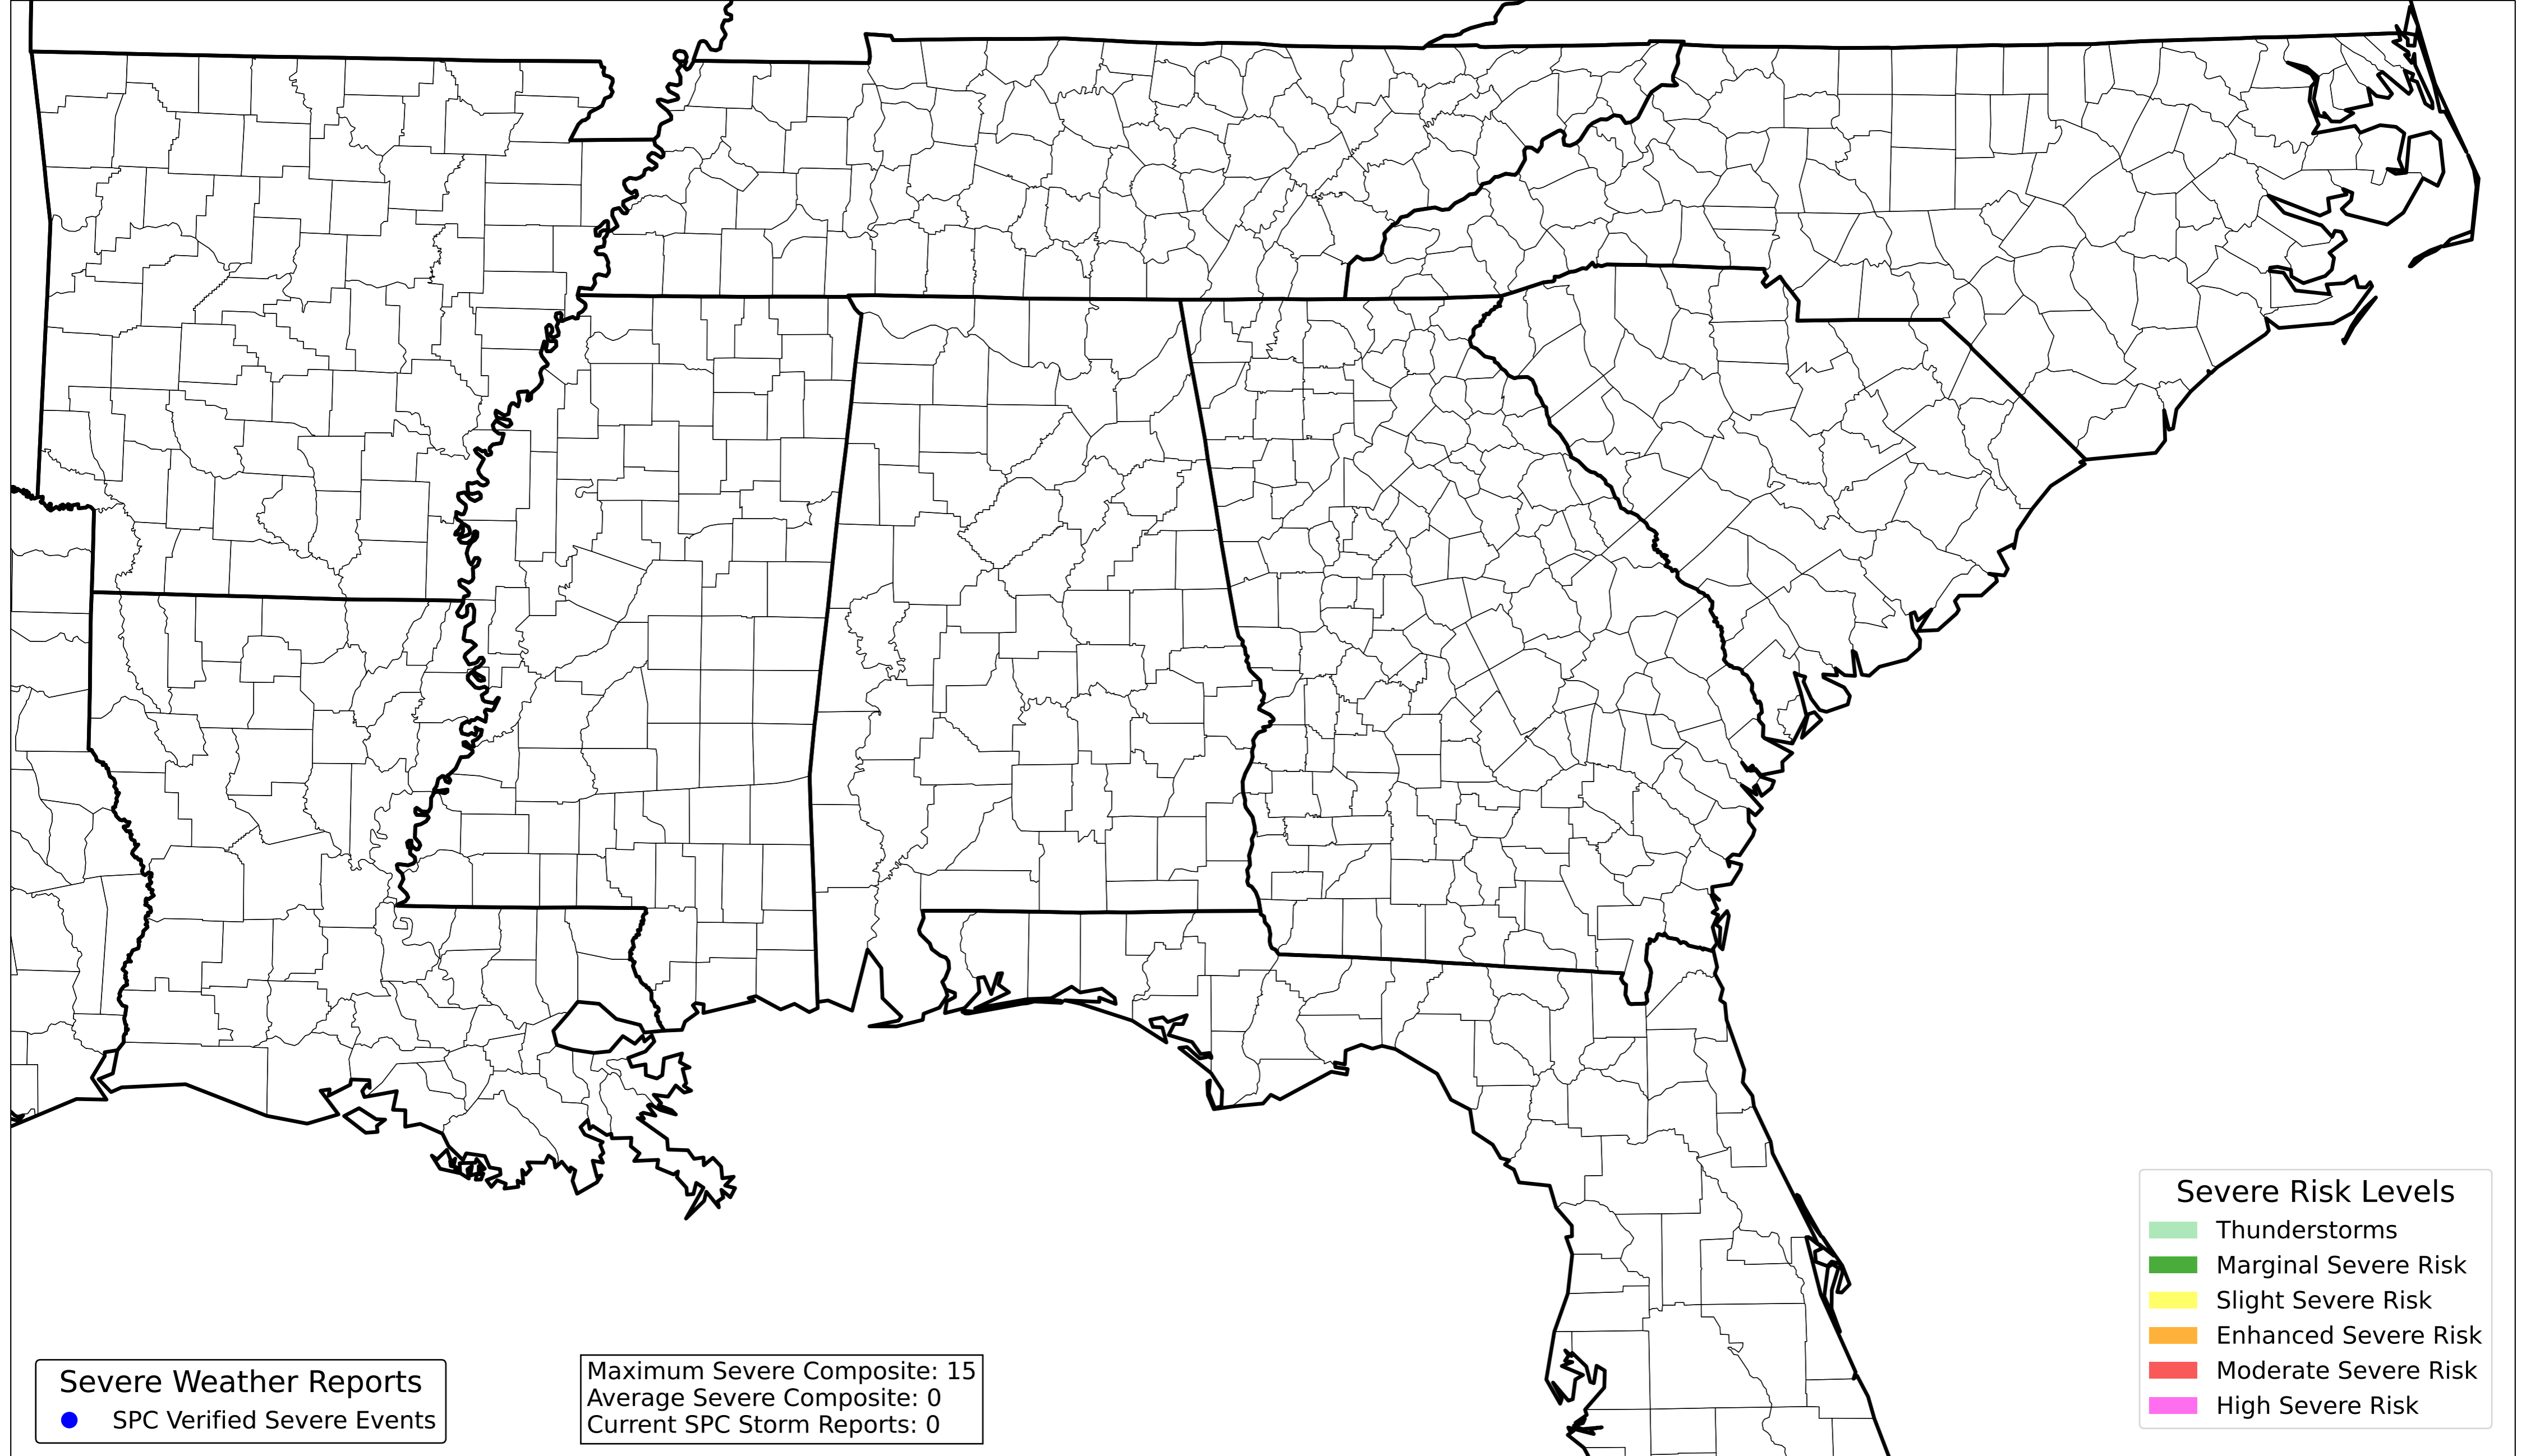 Severe Risk Levels
Thunderstorms
Marginal Severe Risk
Slight Severe Risk
Enhanced Severe Risk
Moderate Severe Risk
High Severe Risk
Severe Weather Reports
SPC Verified Severe Events
Maximum Severe Composite: 15
Average Severe Composite: 0
Current SPC Storm Reports: 0